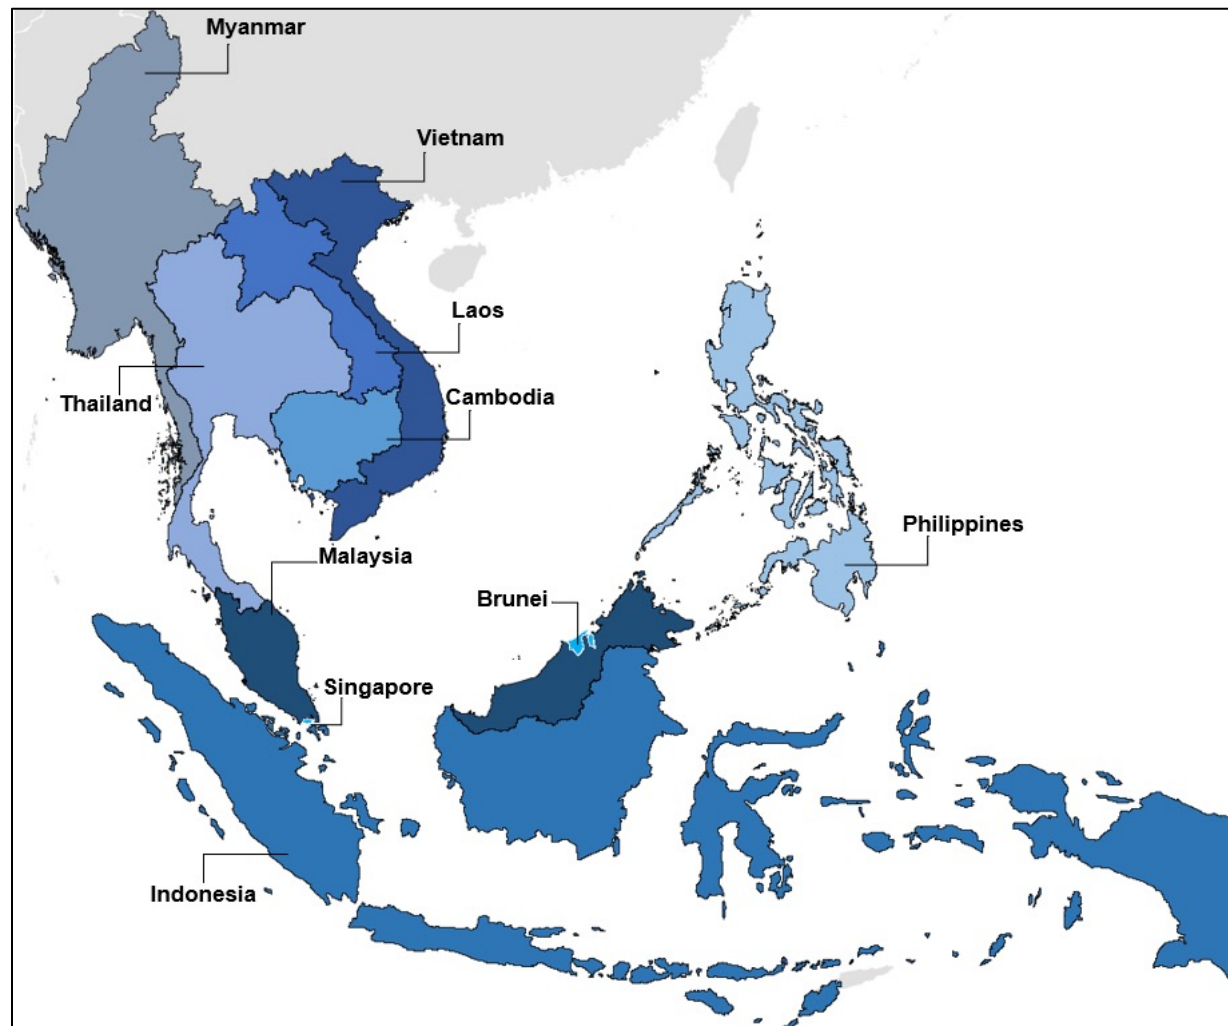 Myanmar
Vietnam
Laos
Thailand
Cambodia
Philippines
Malaysia
Brunei
Singapore
Indonesia